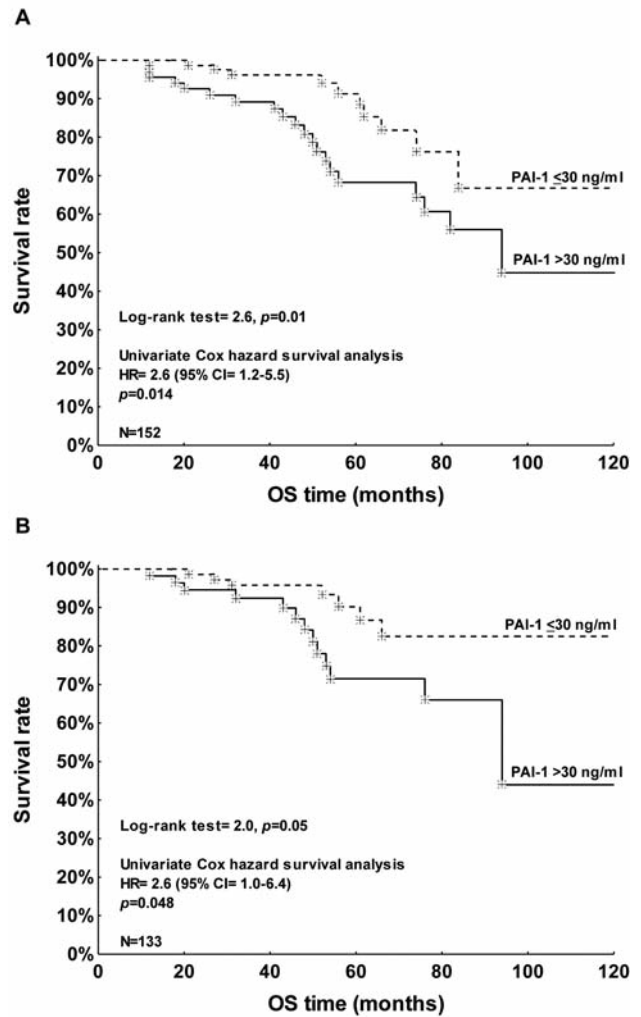 A
100%
90%
80%
70%
60%
50%
40%
30%
20%
10%
0%
Survival rate
PAI-1 ≤30 ng/ml
PAI-1 >30 ng/ml
Log-rank test= 2.6, p=0.01
Univariate Cox hazard survival analysis
HR= 2.6 (95% CI= 1.2-5.5)
p=0.014
N=152
0 20 40 60 80 100 120
OS time (months)
B
100%
90%
80%
70%
60%
50%
40%
30%
20%
10%
0%
Survival rate
PAI-1 ≤30 ng/ml
PAI-1 >30 ng/ml
Log-rank test= 2.0, p=0.05
Univariate Cox hazard survival analysis
HR= 2.6 (95% CI= 1.0-6.4)
p=0.048
N=133
0 20 40 60 80 100 120
OS time (months)